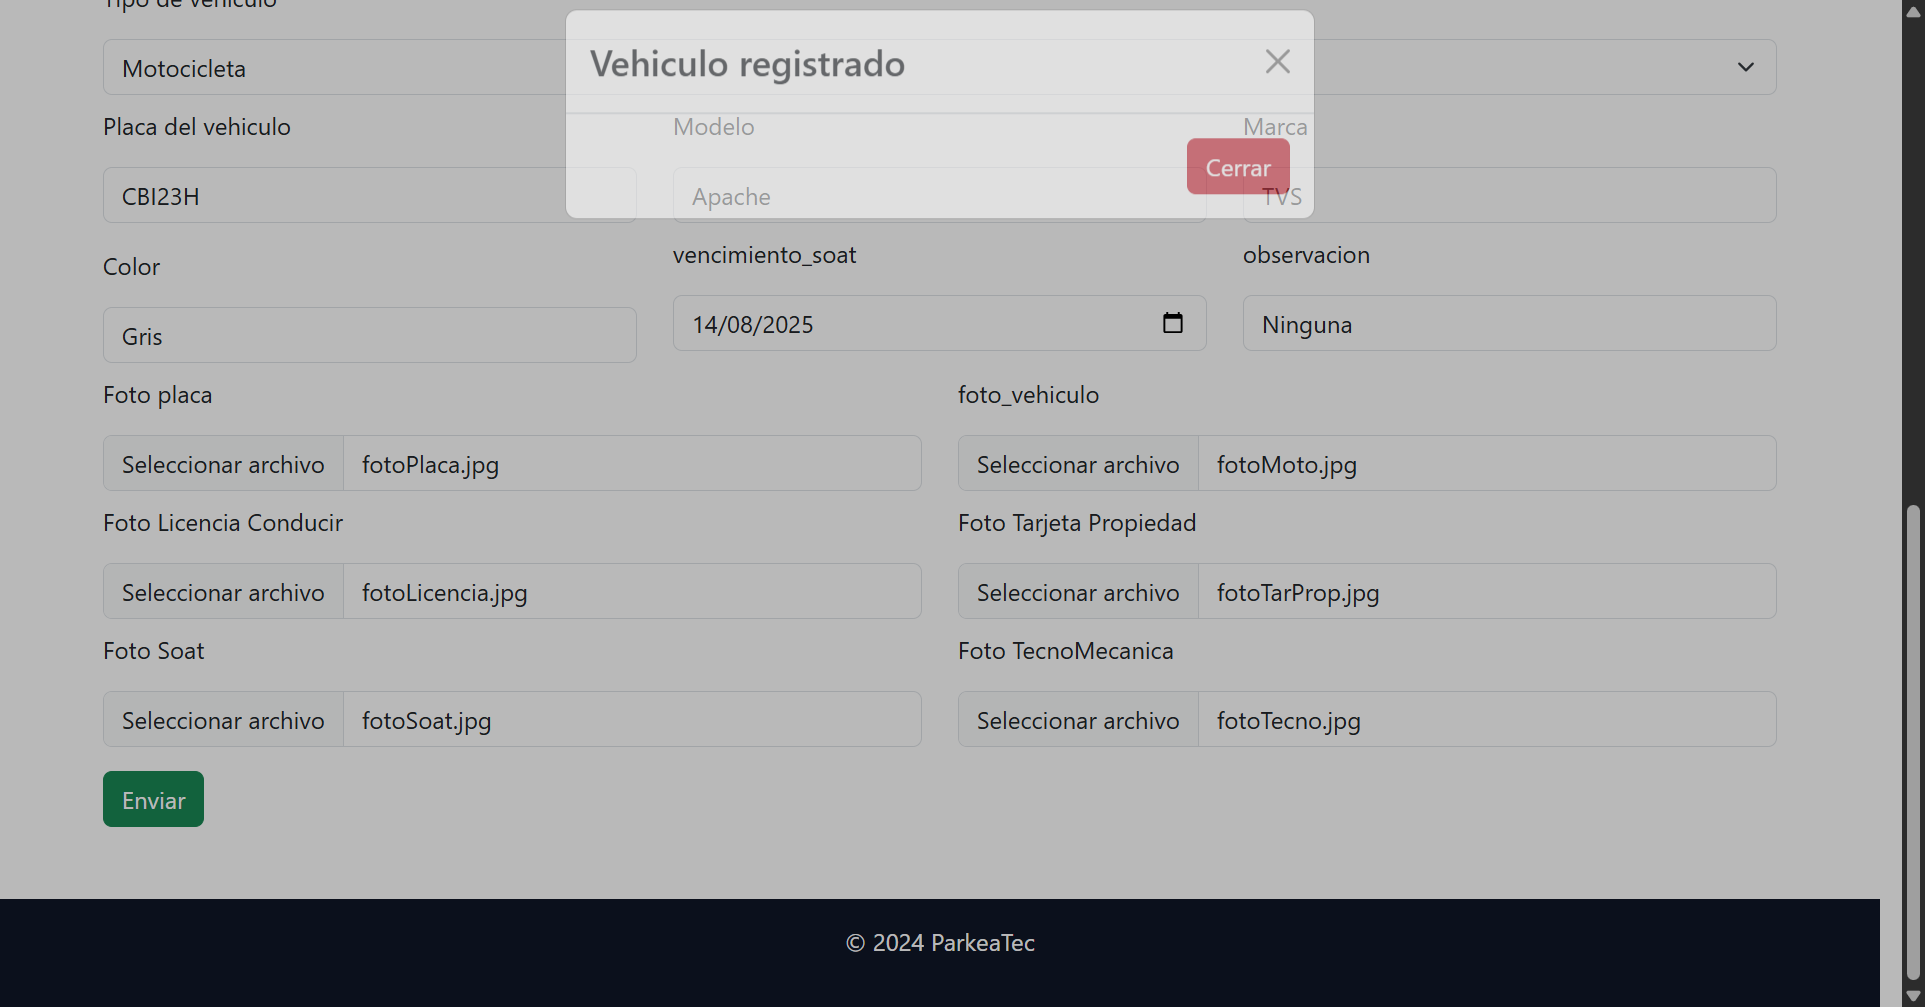 Tipo de vehiculo
Vehiculo registrado
Motocicleta
Placa del vehiculo
Modelo
Marca
Cerrar
CBI23H
Apache
TVS
Color
vencimiento_soat
observacion
Gris
14/08/2025
Ninguna
Foto placa
foto_vehiculo
Seleccionar archivo fotoPlaca.jpg
Seleccionar archivo fotoMoto.jpg
Foto Licencia Conducir
Foto Tarjeta Propiedad
Seleccionar archivo fotoLicencia.jpg
Seleccionar archivo fotoTarProp.jpg
Foto Soat
Foto TecnoMecanica
Seleccionar archivo fotoSoat.jpg
Seleccionar archivo fotoTecno.jpg
Enviar
© 2024 ParkeaTec